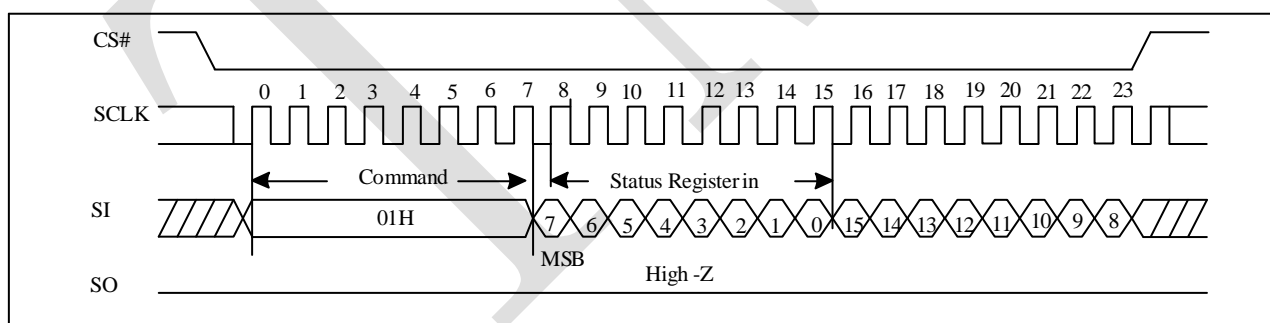 CS#
0 1 2 3 4 5 6 7 8 9 10 11 12 13 14 15 16 17 18 19 20 21 22 23
SCLK
Command Status Register in
SI 01H 7 6 5 4 3 2 1 0 15 14 13 12 11 10 9 8
MSB
High -Z
SO